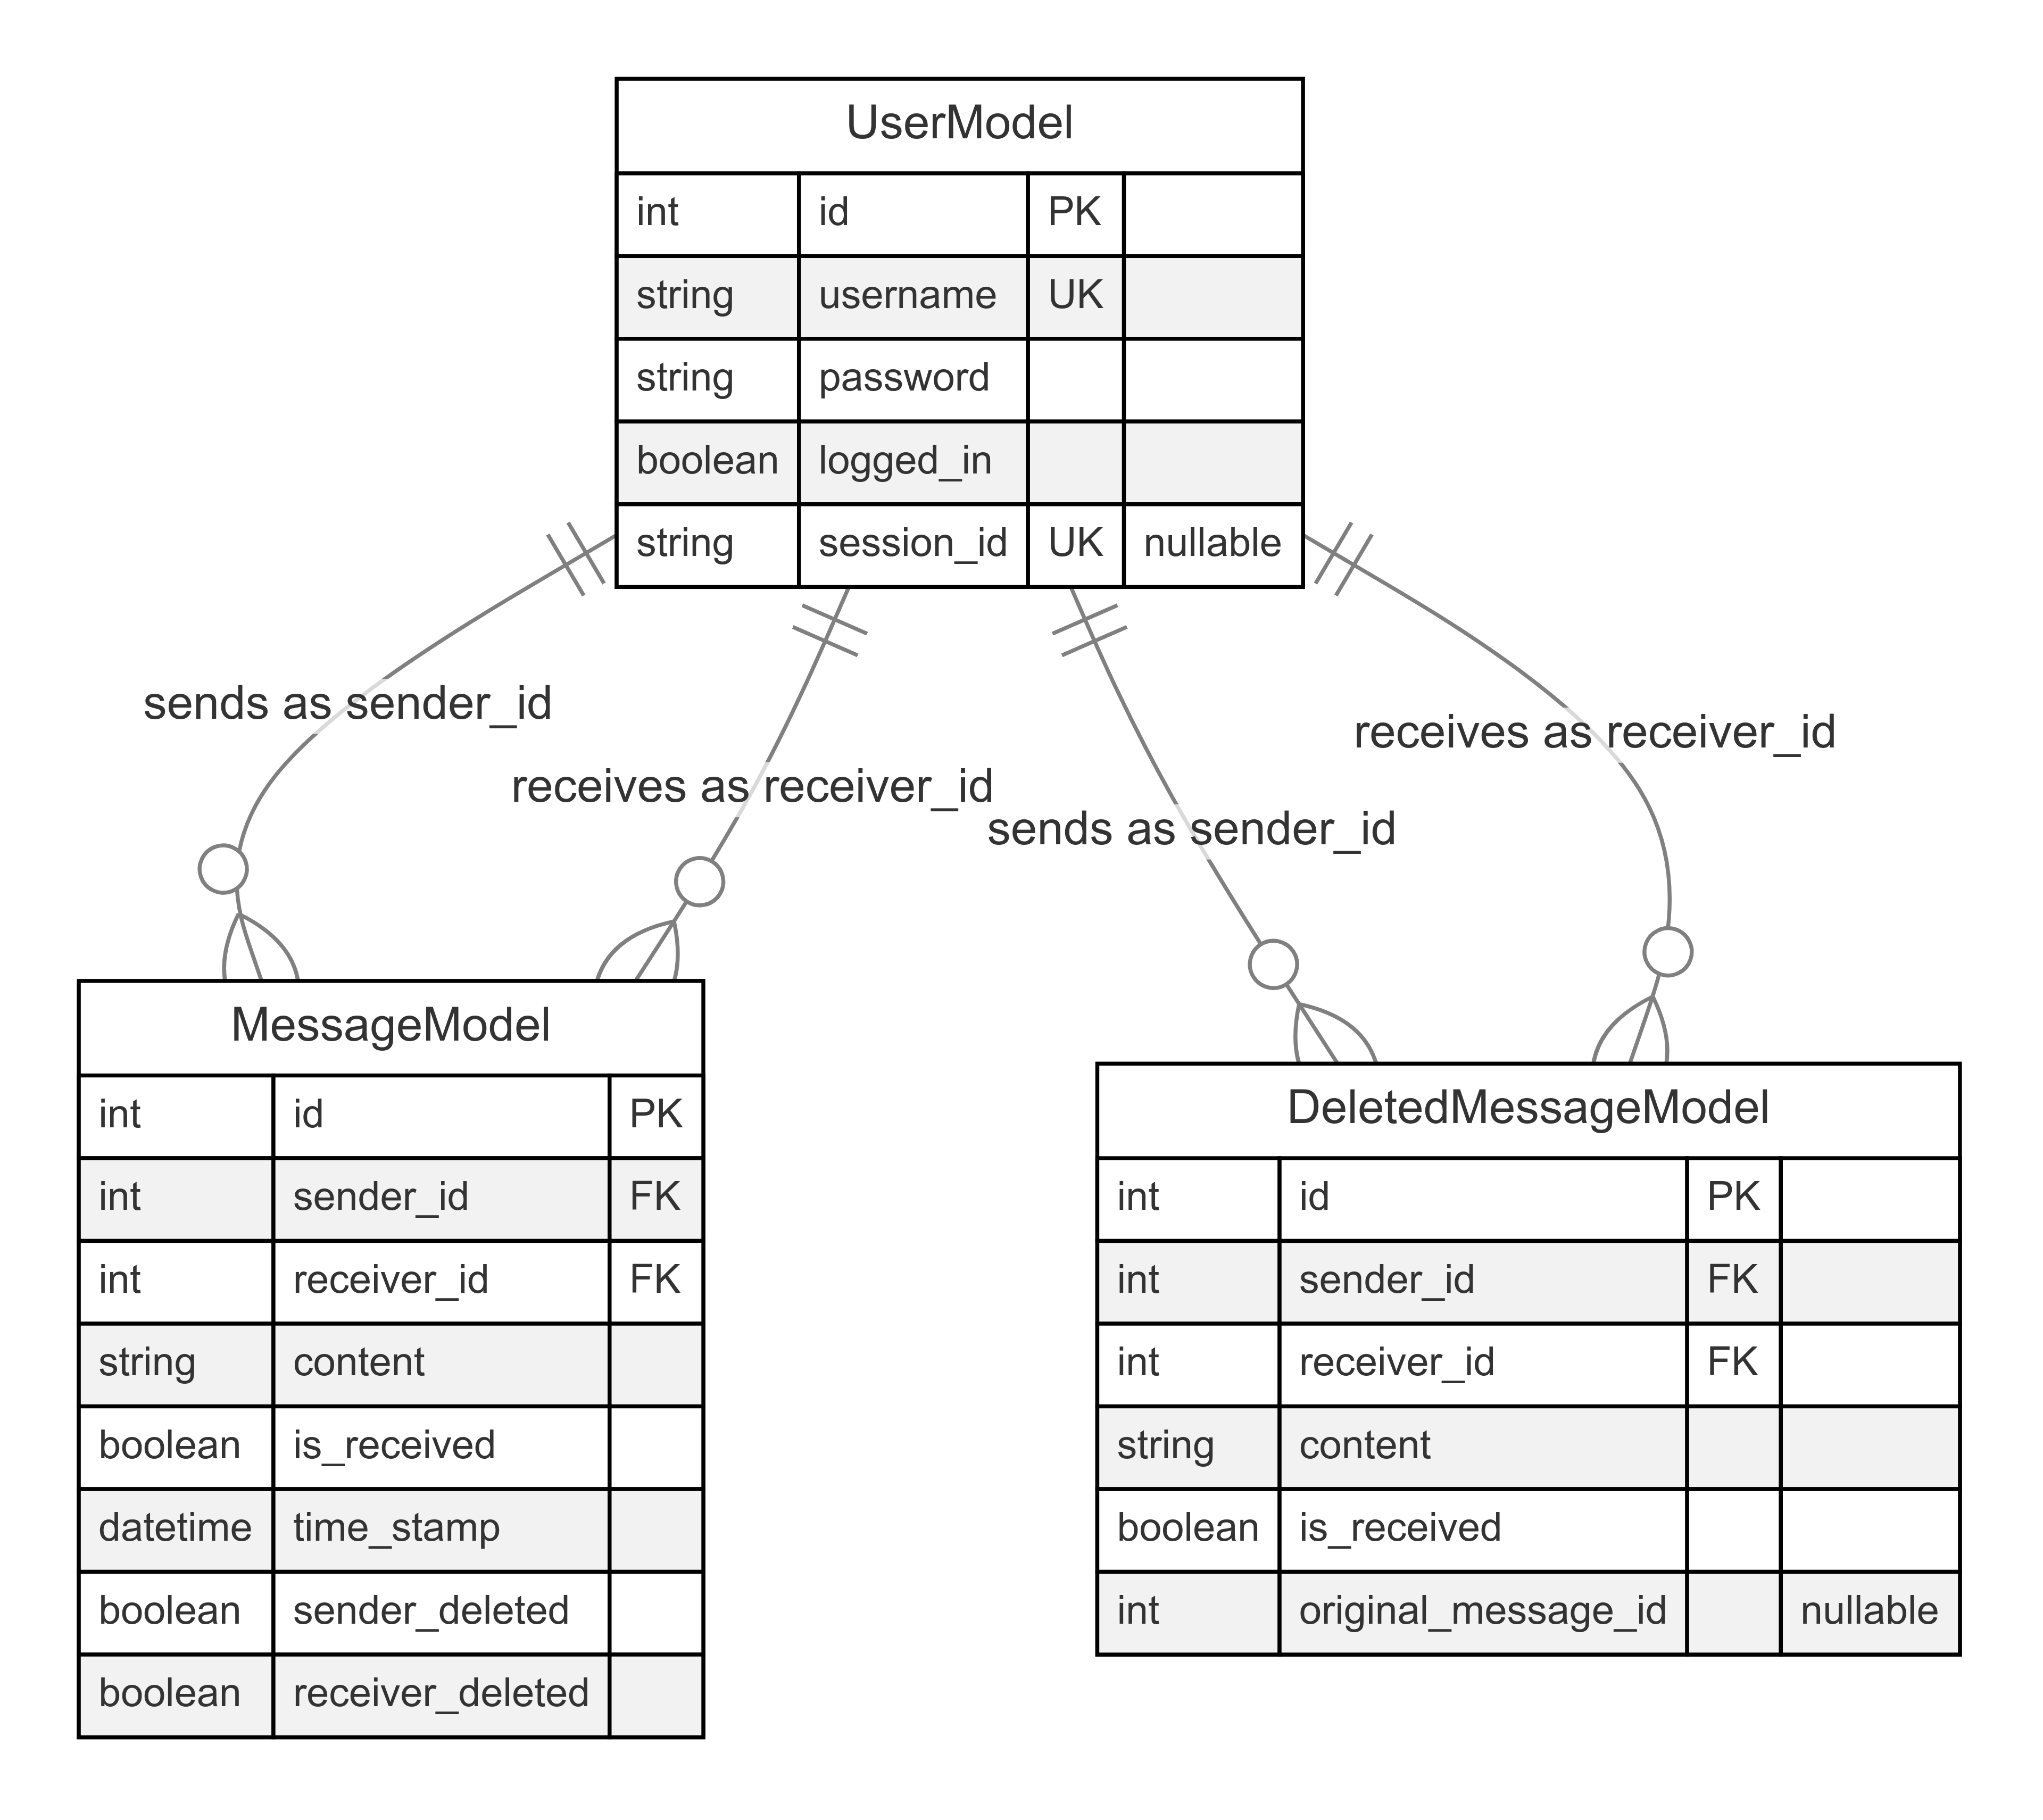 UserModel
int id PK
string username UK
string password
boolean logged_in
string session_id UK nullable
sends as sender_id
receives as receiver_id
sends as sender_id
receives as receiver_id
MessageModel
int id PK
int sender_id FK
int receiver_id FK
string content
boolean is_received
datetime time_stamp
boolean sender_deleted
boolean receiver_deleted
DeletedMessageModel
int id PK
int sender_id FK
int receiver_id FK
string content
boolean is_received
int original_message_id nullable